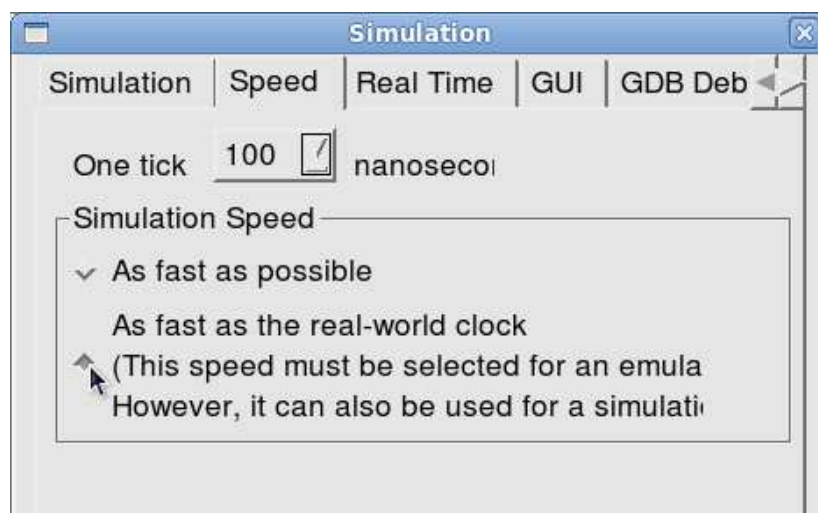 Simulation
Simulation Speed Real Time GUI GDB Deb
One tick 100 nanosecon
Simulation Speed
As fast as possible
As fast as the real-world clock
(This speed must be selected for an emula
However, it can also be used for a simulati